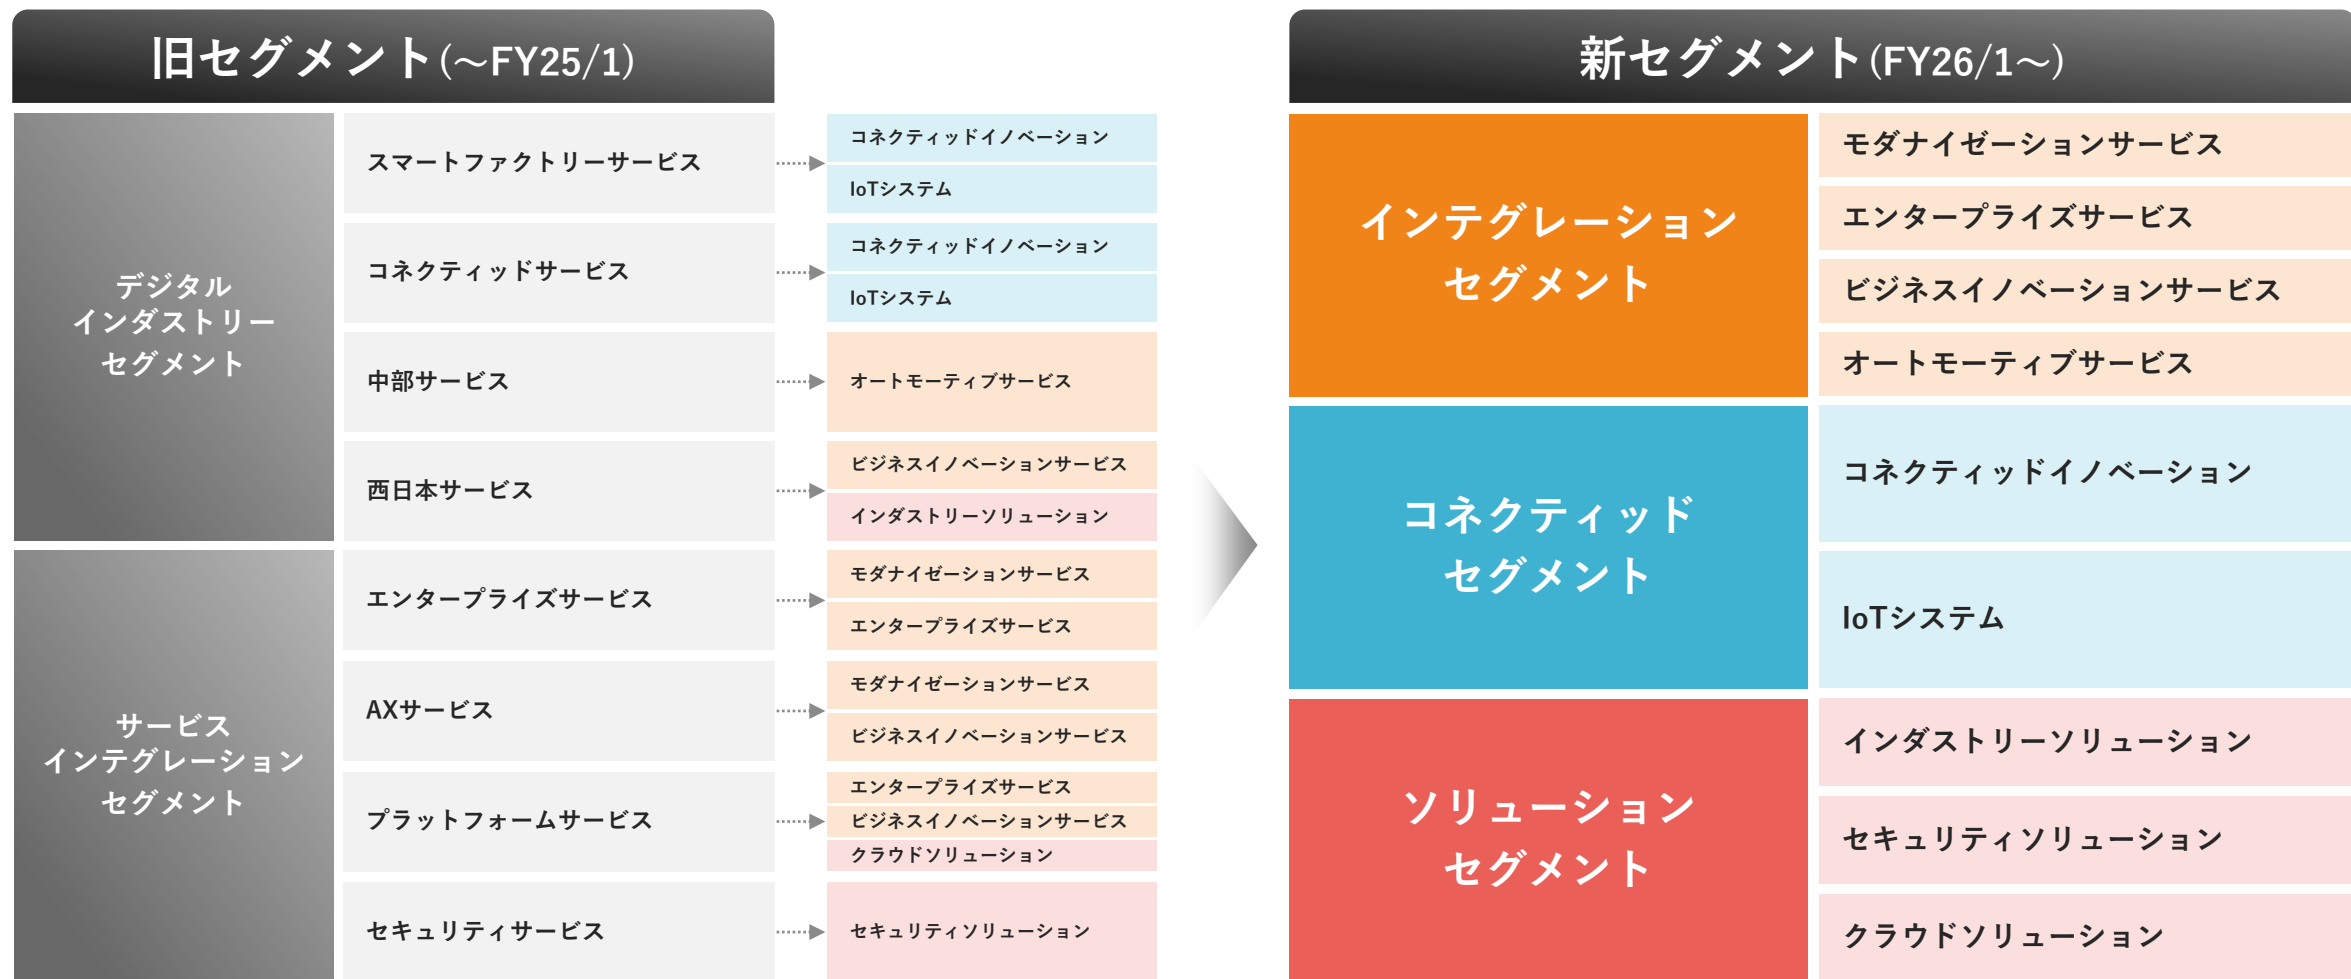 旧セグメント(～FY25/1)
デジタル
インダストリー
セグメント
スマートファクトリーサービス
コネクティッドイノベーション
IoTシステム
コネクティッドサービス
コネクティッドイノベーション
IoTシステム
中部サービス
オートモーティブサービス
西日本サービス
ビジネスイノベーションサービス
インダストリーソリューション
サービス
インテグレーション
セグメント
エンタープライズサービス
モダナイゼーションサービス
エンタープライズサービス
AXサービス
モダナイゼーションサービス
ビジネスイノベーションサービス
プラットフォームサービス
エンタープライズサービス
ビジネスイノベーションサービス
クラウドソリューション
セキュリティサービス
セキュリティソリューション
新セグメント(FY26/1～)
インテグレーション
セグメント
モダナイゼーションサービス
エンタープライズサービス
ビジネスイノベーションサービス
オートモーティブサービス
コネクティッド
セグメント
コネクティッドイノベーション
IoTシステム
ソリューション
セグメント
インダストリーソリューション
セキュリティソリューション
クラウドソリューション